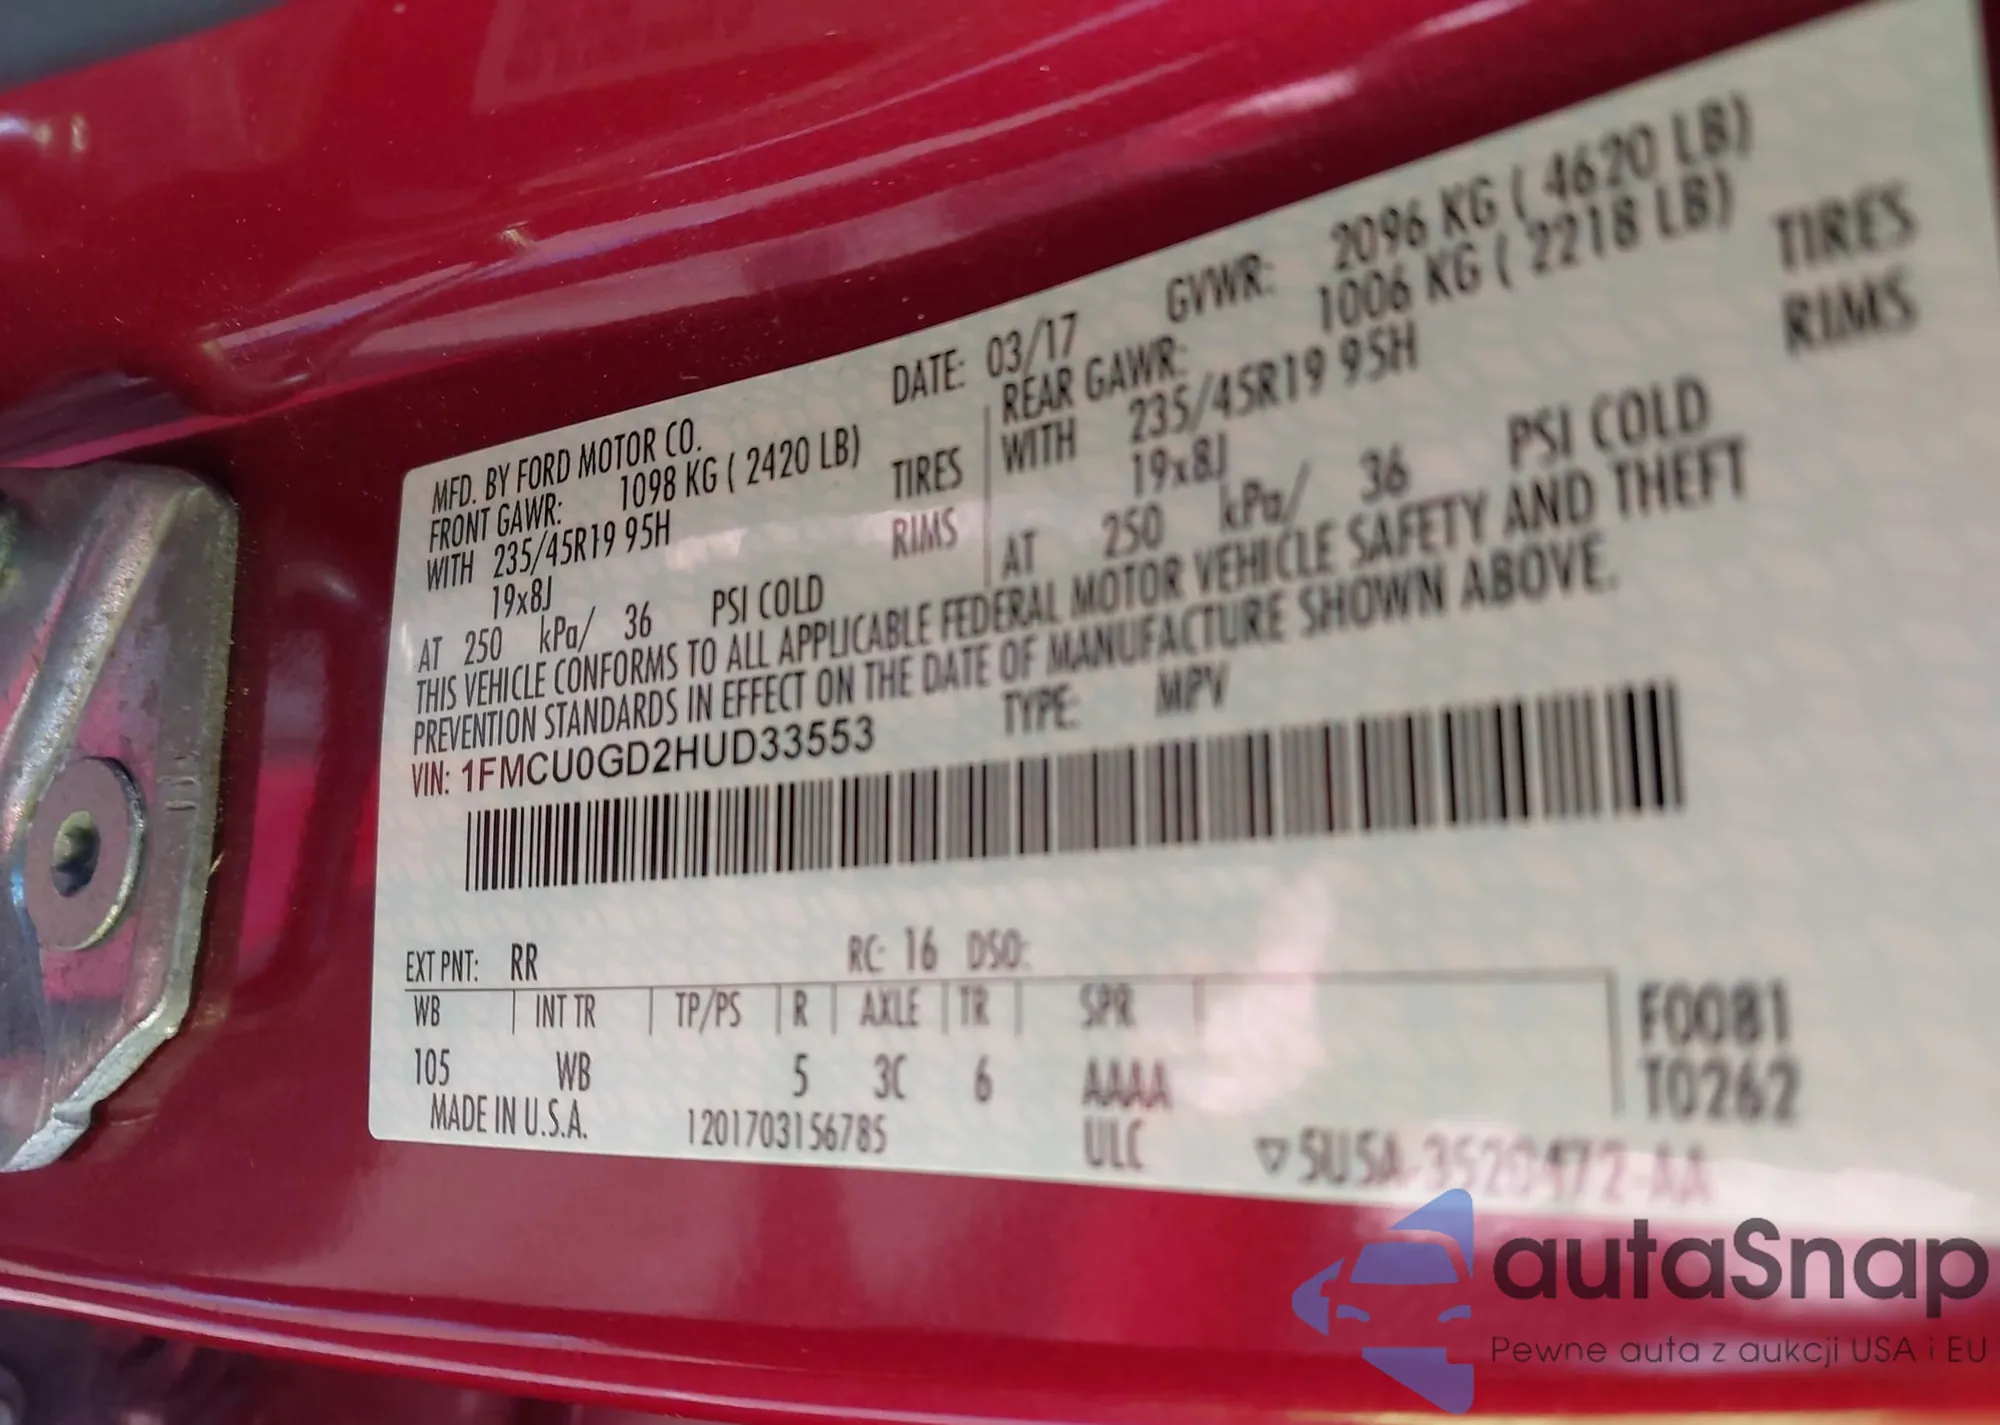 MFD. BY FORD MOTOR CO.
DATE: 03/17
GVWR: 2096 KG ( 4620 LB)
FRONT GAWR: 1098 KG ( 2420 LB)
REAR GAWR: 1006 KG ( 2218 LB)
WITH 235/45R19 95H TIRES
WITH 235/45R19 95H TIRES
19x8J RIMS
19x8J RIMS
AT 250 kPa/ 36 PSI COLD
AT 250 kPa/ 36 PSI COLD
THIS VEHICLE CONFORMS TO ALL APPLICABLE FEDERAL MOTOR VEHICLE SAFETY AND THEFT
PREVENTION STANDARDS IN EFFECT ON THE DATE OF MANUFACTURE SHOWN ABOVE.
VIN: 1FMCU0GD2HUD33553
TYPE: MPV
EXT PNT: RR RC: 16 DSO:
WB INT TR TP/PS R AXLE TR SPR
105 WB 5 3C 6 AAAA
F0081
T0262
MADE IN U.S.A. 1201703156785 ULC
▽5U5A-3520472-AA
autaSnap
Pewne auta z aukcji USA i EU